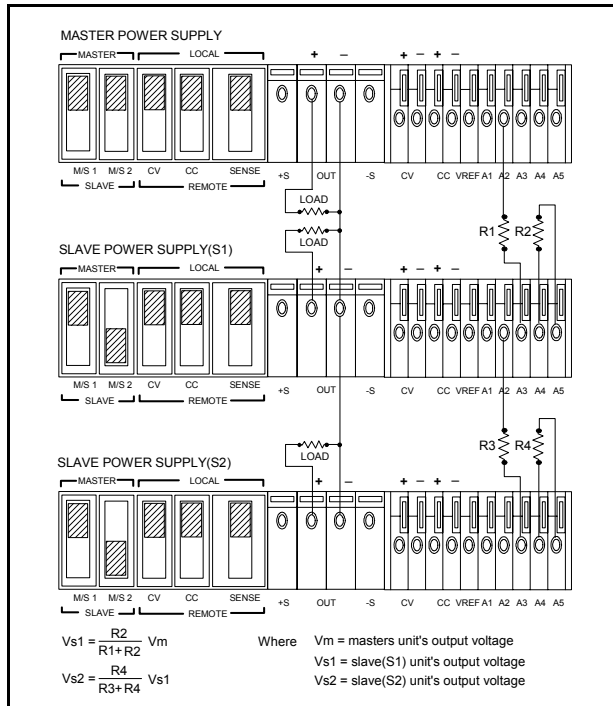 MASTER POWER SUPPLY
MASTER LOCAL + − + − + −
M/S 1 M/S 2 CV CC SENSE +S OUT -S CV CC VREF A1 A2 A3 A4 A5
SLAVE REMOTE
LOAD
R1 R2
LOAD
SLAVE POWER SUPPLY(S1)
MASTER LOCAL + − + − + −
M/S 1 M/S 2 CV CC SENSE +S OUT -S CV CC VREF A1 A2 A3 A4 A5
SLAVE REMOTE
R3 R4
LOAD
SLAVE POWER SUPPLY(S2)
MASTER LOCAL + − + − + −
M/S 1 M/S 2 CV CC SENSE +S OUT -S CV CC VREF A1 A2 A3 A4 A5
SLAVE REMOTE
Vs1 = R2 / R1+R2 Vm Where Vm = masters unit's output voltage
Vs1 = slave(S1) unit's output voltage
Vs2 = R4 / R3+R4 Vs1 Vs2 = slave(S2) unit's output voltage